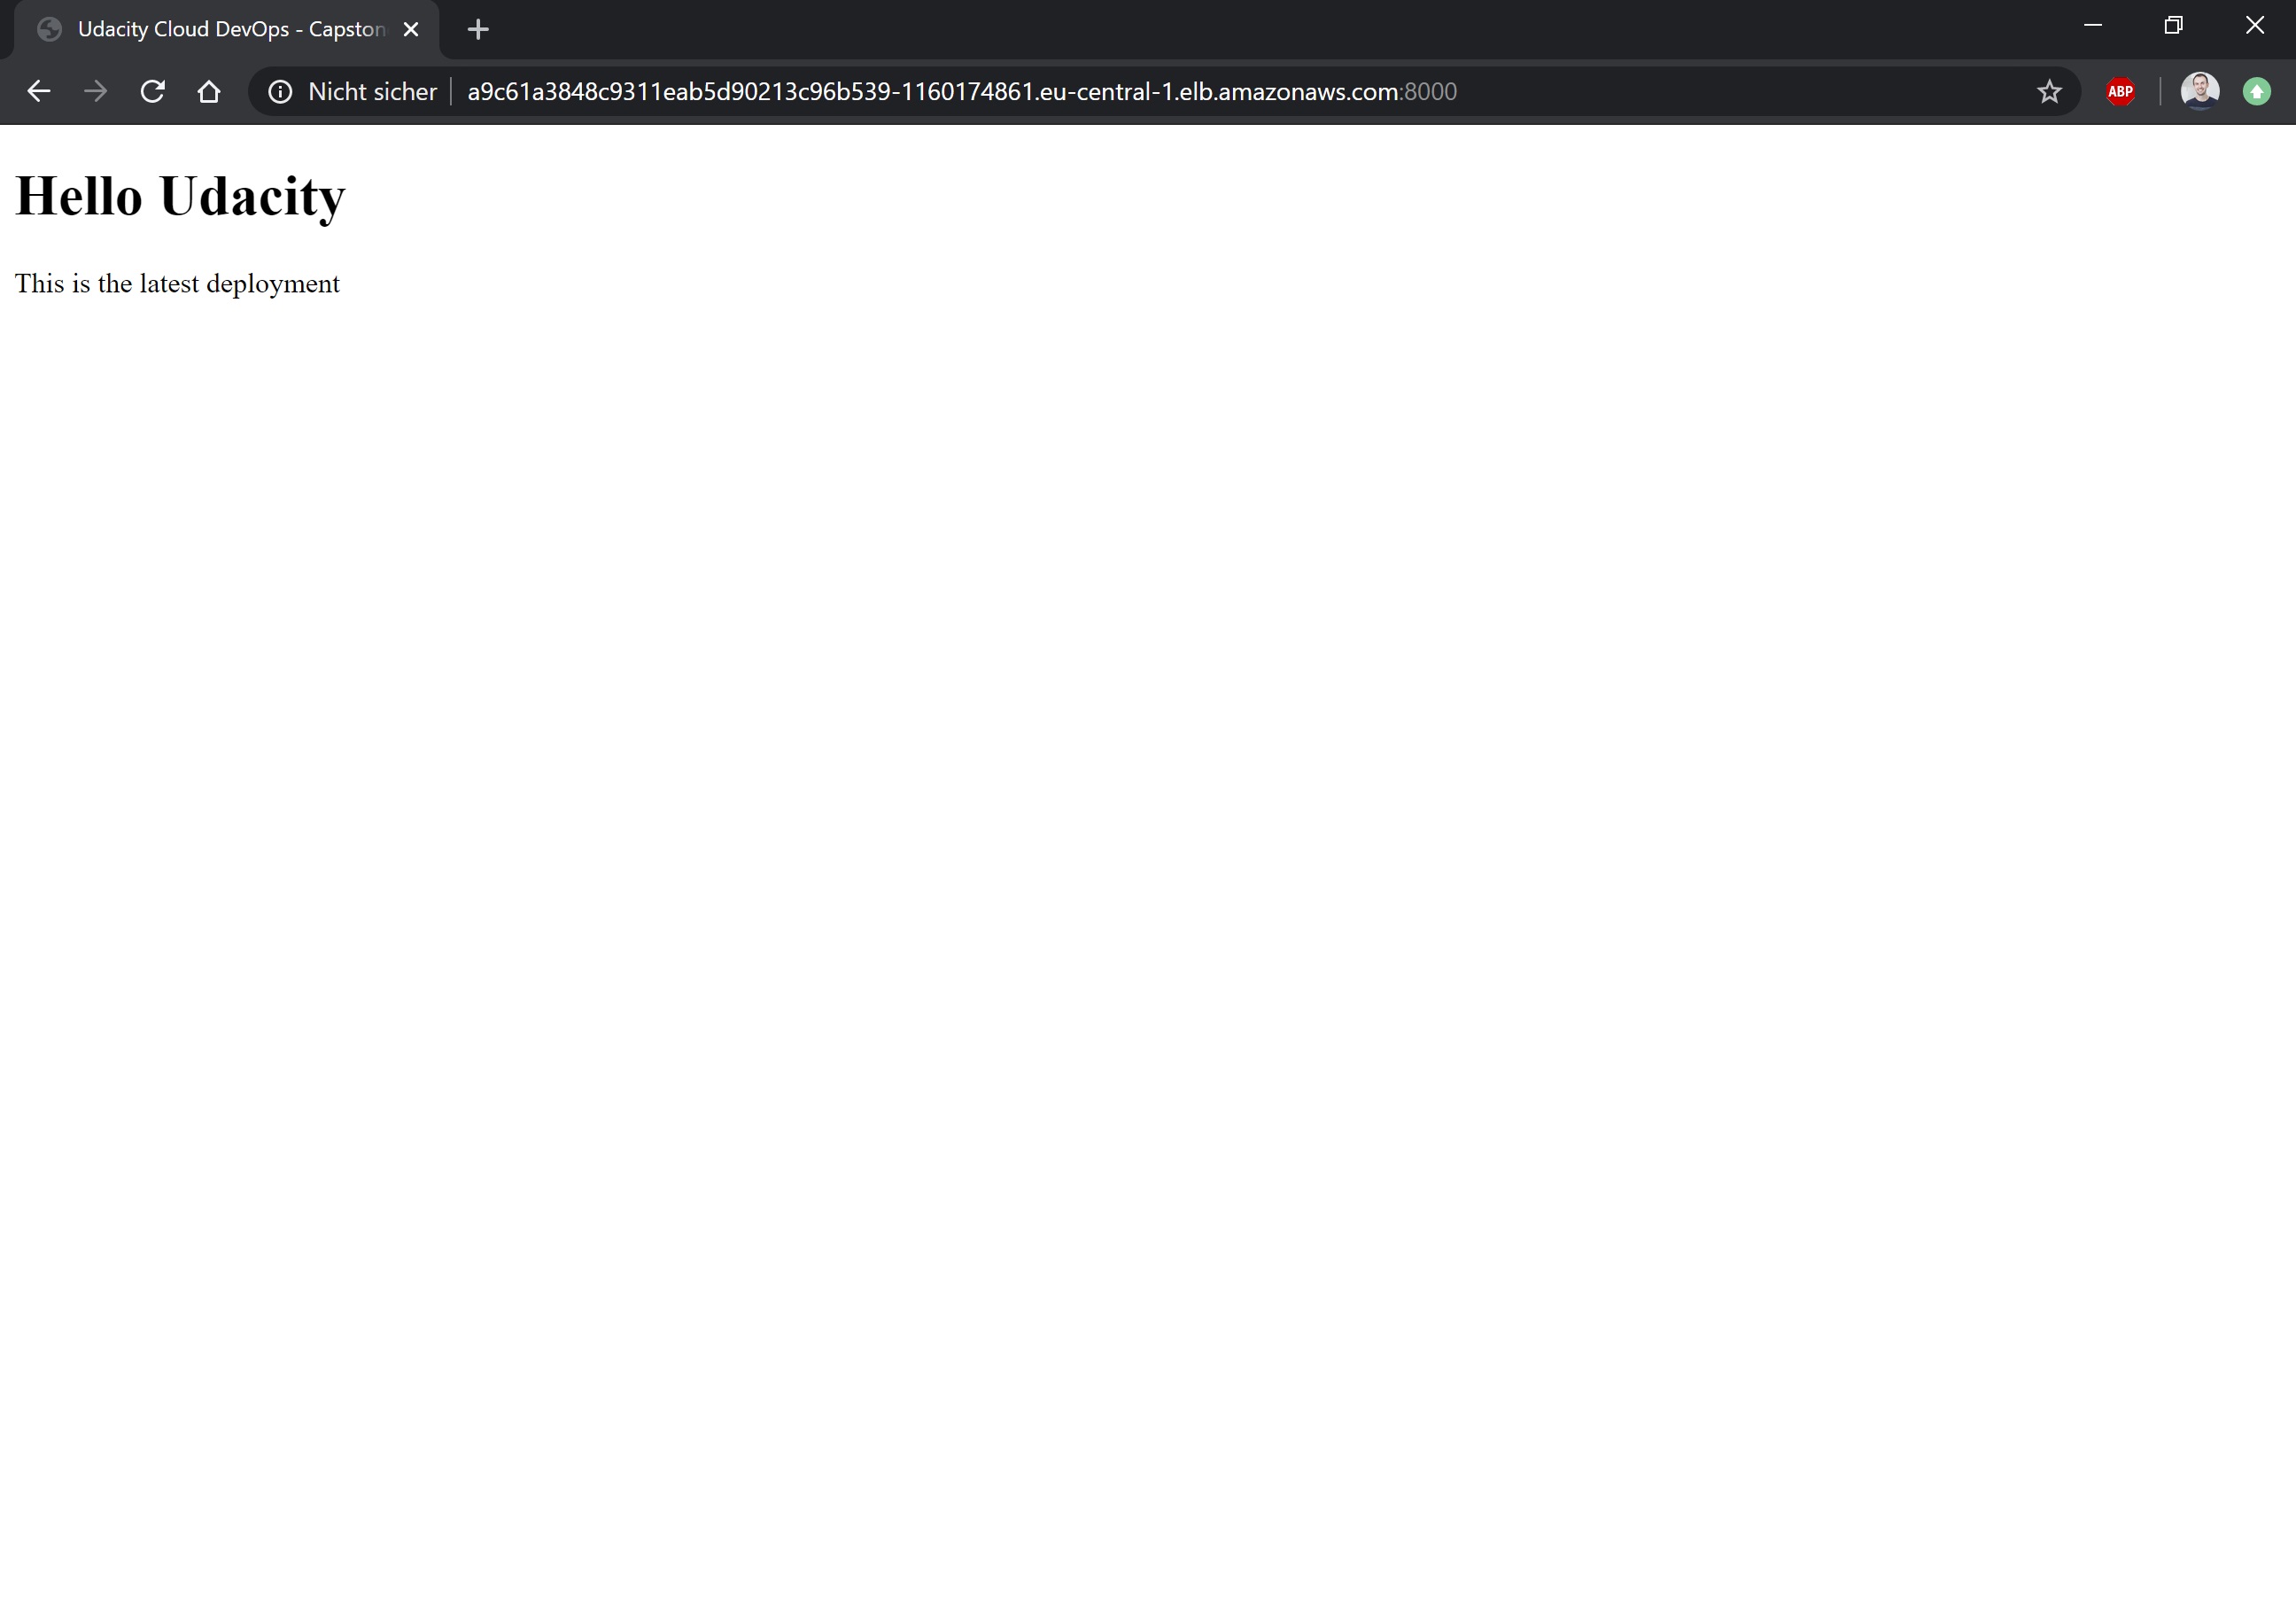 Udacity Cloud DevOps - Capston
Nicht sicher
a9c61a3848c9311eab5d90213c96b539-1160174861.eu-central-1.elb.amazonaws.com:8000
ABP
Hello Udacity
This is the latest deployment